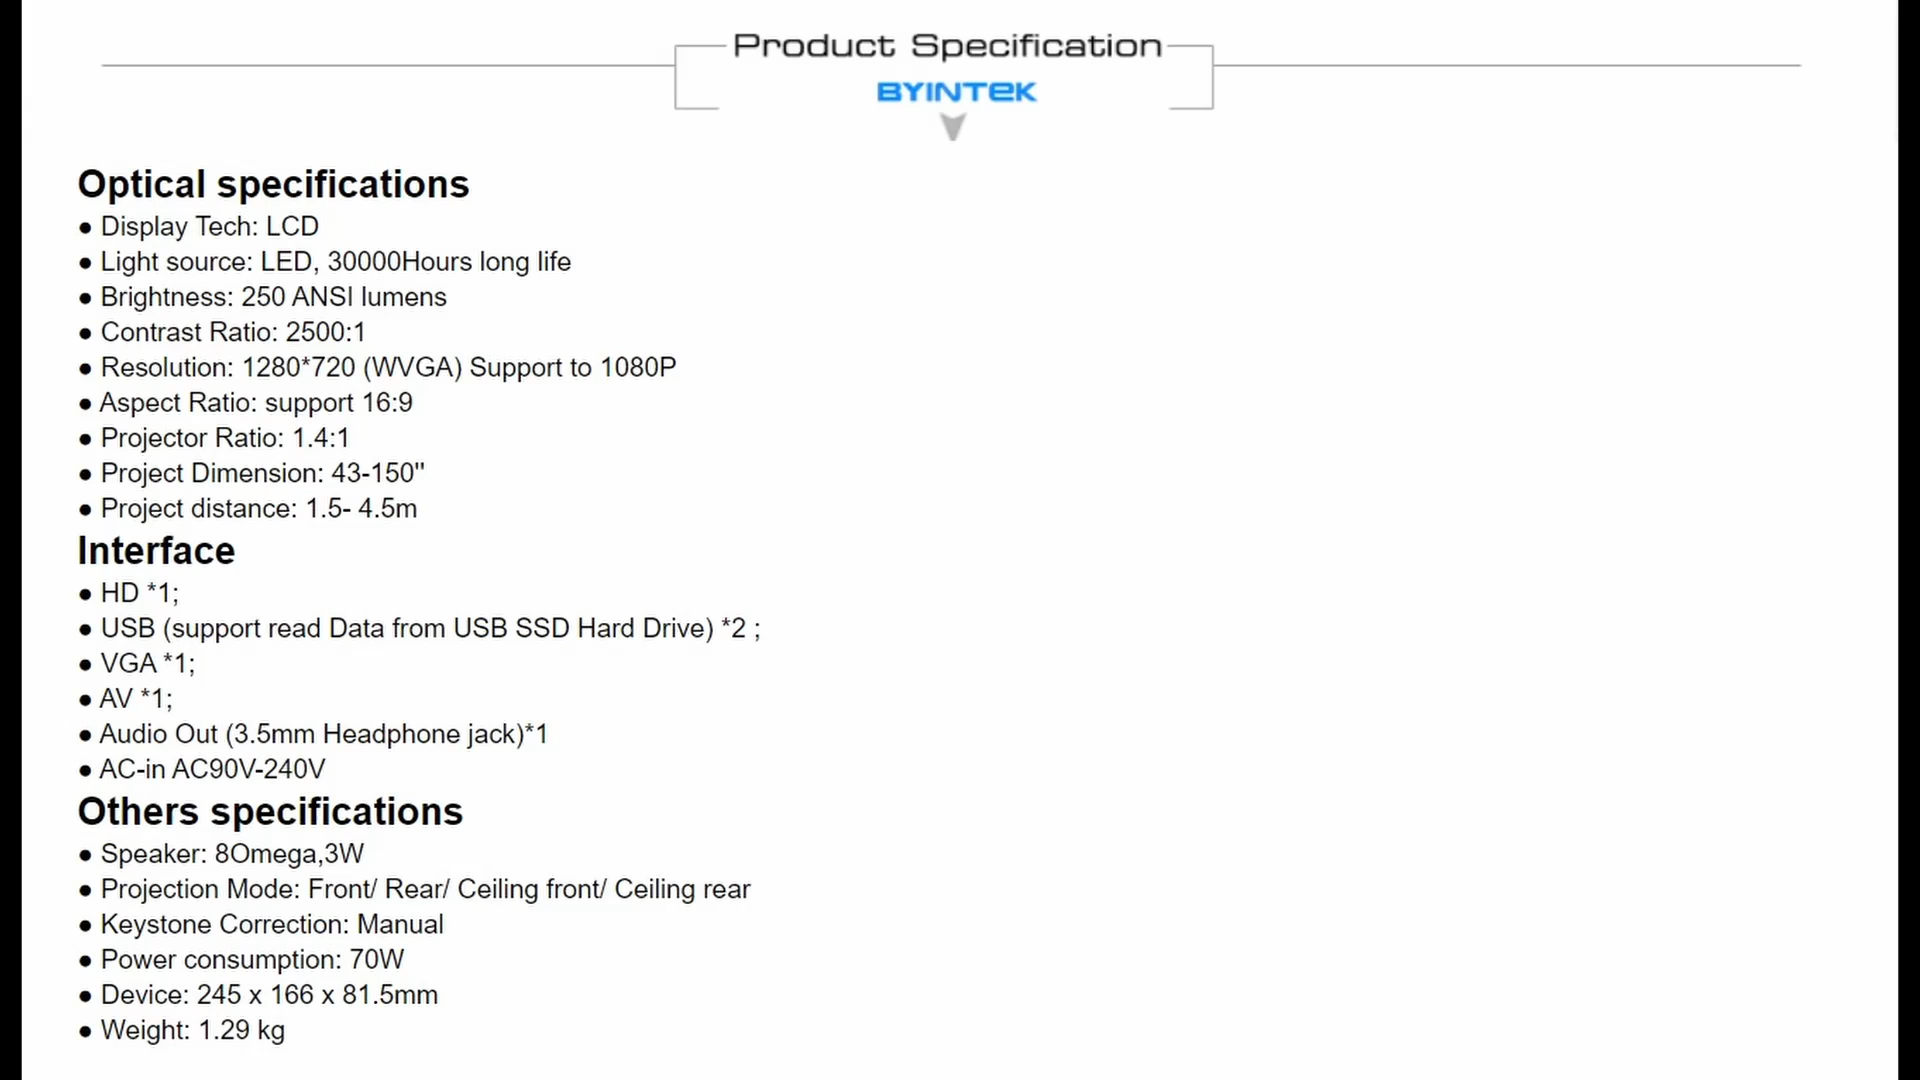 Product Specification
BYINTEK
Optical specifications
● Display Tech: LCD
● Light source: LED, 30000Hours long life
● Brightness: 250 ANSI lumens
● Contrast Ratio: 2500:1
● Resolution: 1280*720 (WVGA) Support to 1080P
● Aspect Ratio: support 16:9
● Projector Ratio: 1.4:1
● Project Dimension: 43-150"
● Project distance: 1.5- 4.5m
Interface
● HD *1;
● USB (support read Data from USB SSD Hard Drive) *2 ;
● VGA *1;
● AV *1;
● Audio Out (3.5mm Headphone jack)*1
● AC-in AC90V-240V
Others specifications
● Speaker: 8Omega,3W
● Projection Mode: Front/ Rear/ Ceiling front/ Ceiling rear
● Keystone Correction: Manual
● Power consumption: 70W
● Device: 245 x 166 x 81.5mm
● Weight: 1.29 kg